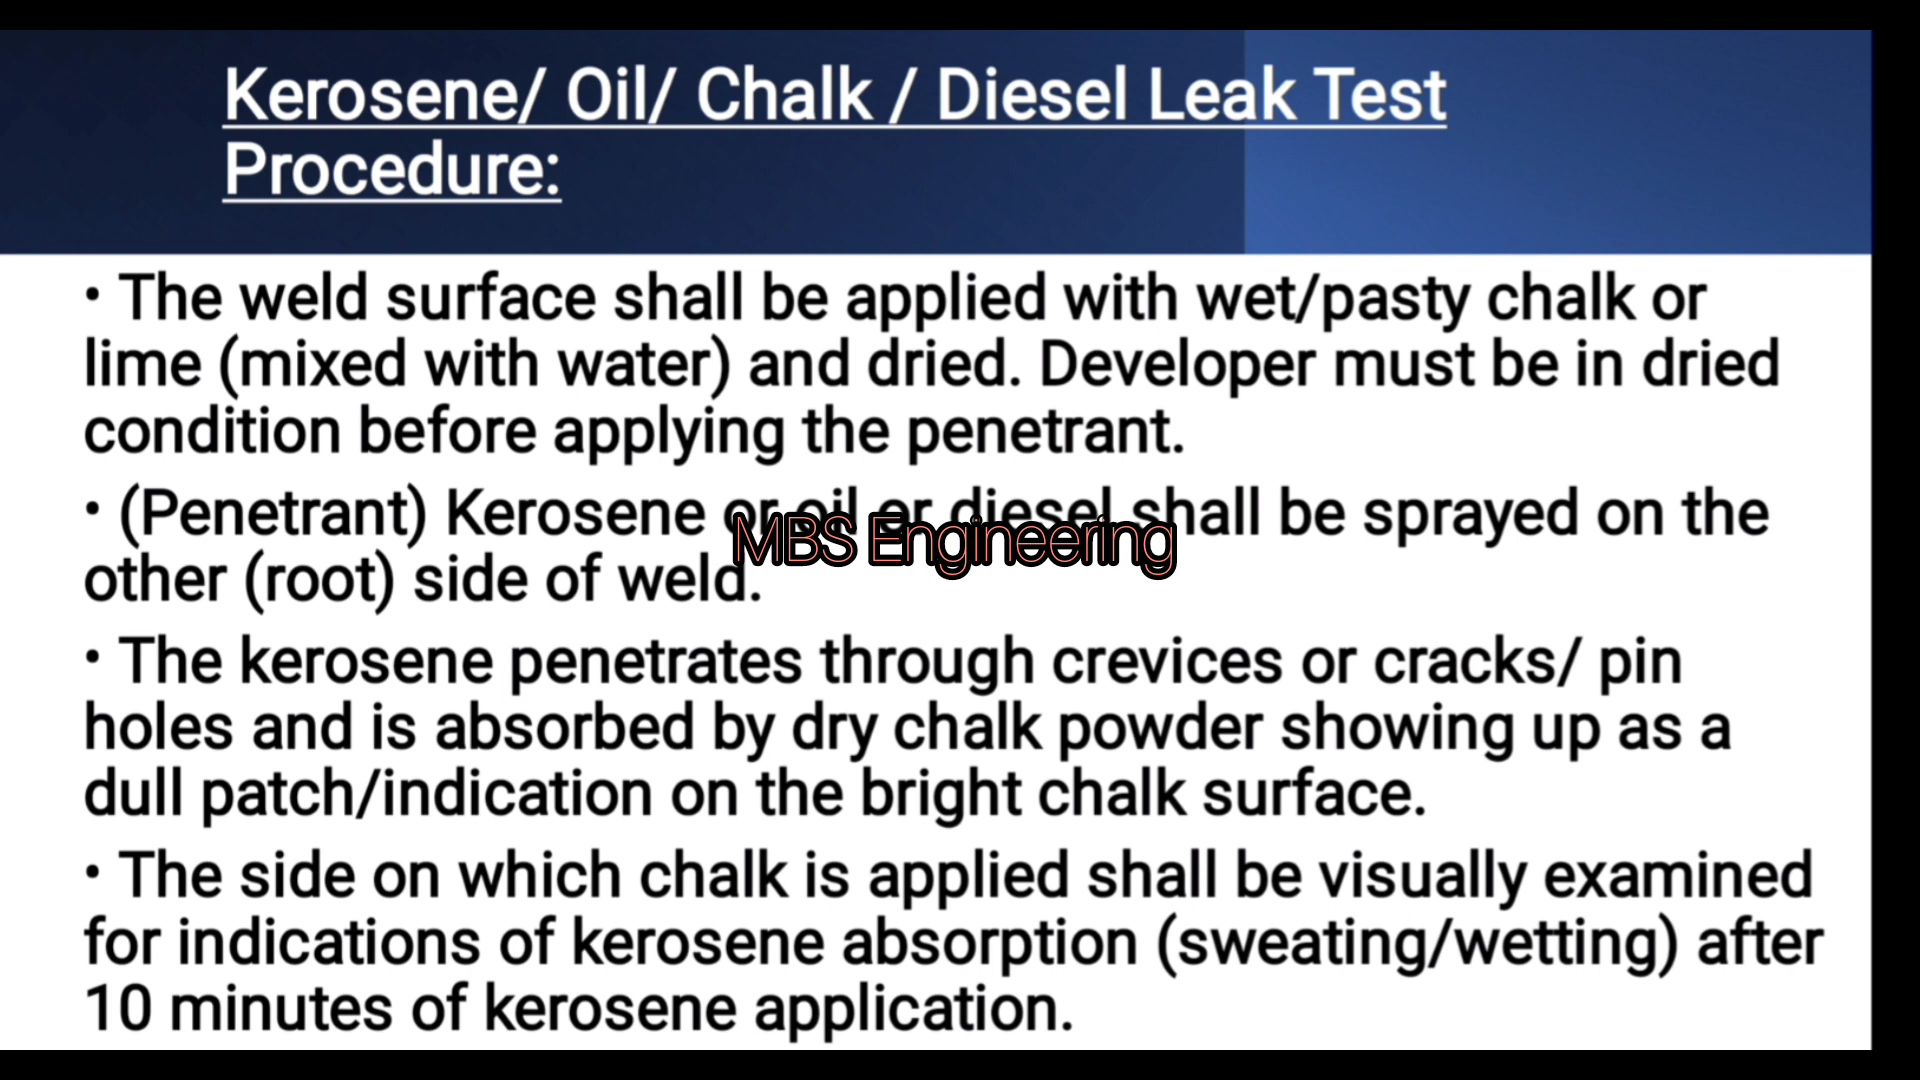 Kerosene/ Oil/ Chalk / Diesel Leak Test
Procedure:
• The weld surface shall be applied with wet/pasty chalk or
lime (mixed with water) and dried. Developer must be in dried
condition before applying the penetrant.
• (Penetrant) Kerosene or oil or diesel shall be sprayed on the
MBS Engineering
other (root) side of weld.
• The kerosene penetrates through crevices or cracks/ pin
holes and is absorbed by dry chalk powder showing up as a
dull patch/indication on the bright chalk surface.
• The side on which chalk is applied shall be visually examined
for indications of kerosene absorption (sweating/wetting) after
10 minutes of kerosene application.